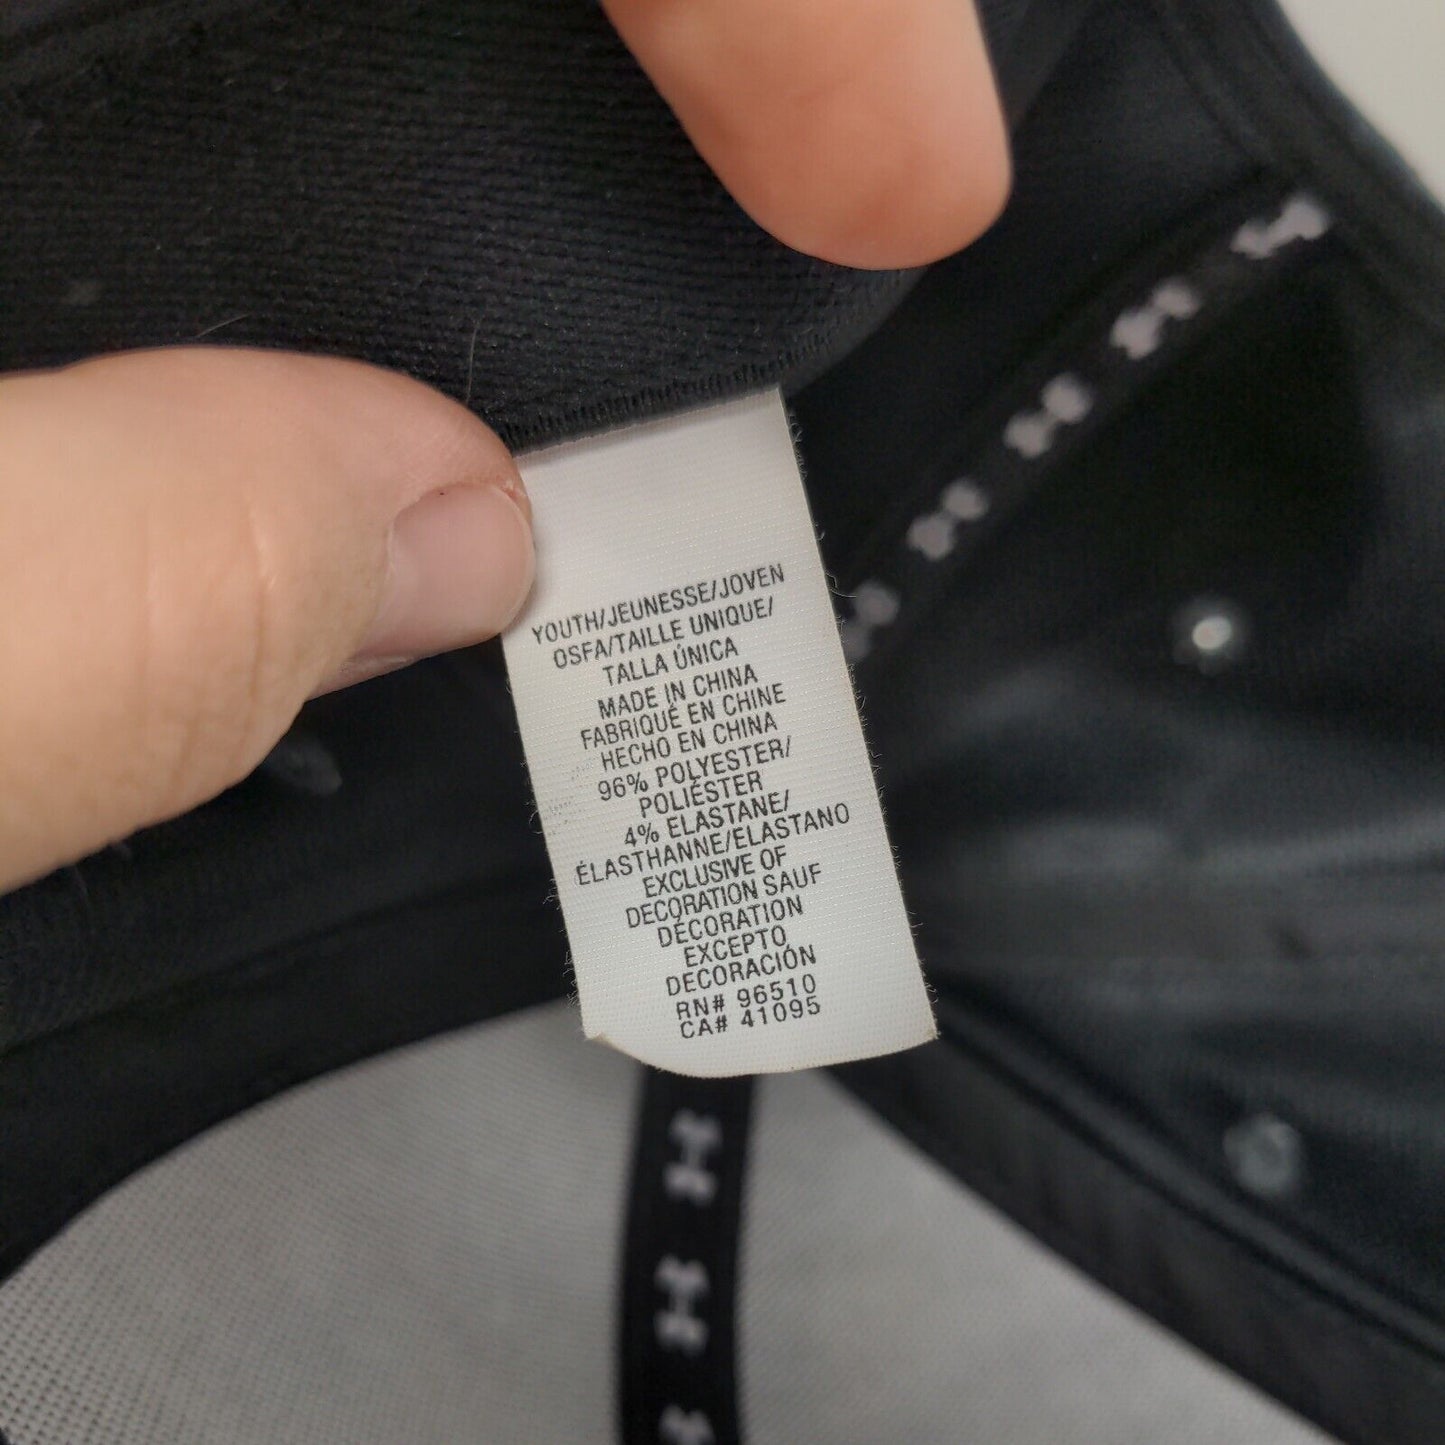 YOUTH/JEUNESSE/JOVEN
OSFA/TAILLE UNIQUE/
TALLA ÚNICA
MADE IN CHINA
FABRIQUÉ EN CHINE
HECHO EN CHINA
96% POLYESTER/
POLIÉSTER
4% ELASTANE/
ÉLASTHANNE/ELASTANO
EXCLUSIVE OF
DECORATION SAUF
DÉCORATION
EXCEPTO
DECORACIÓN
RN# 96510
CA# 41095